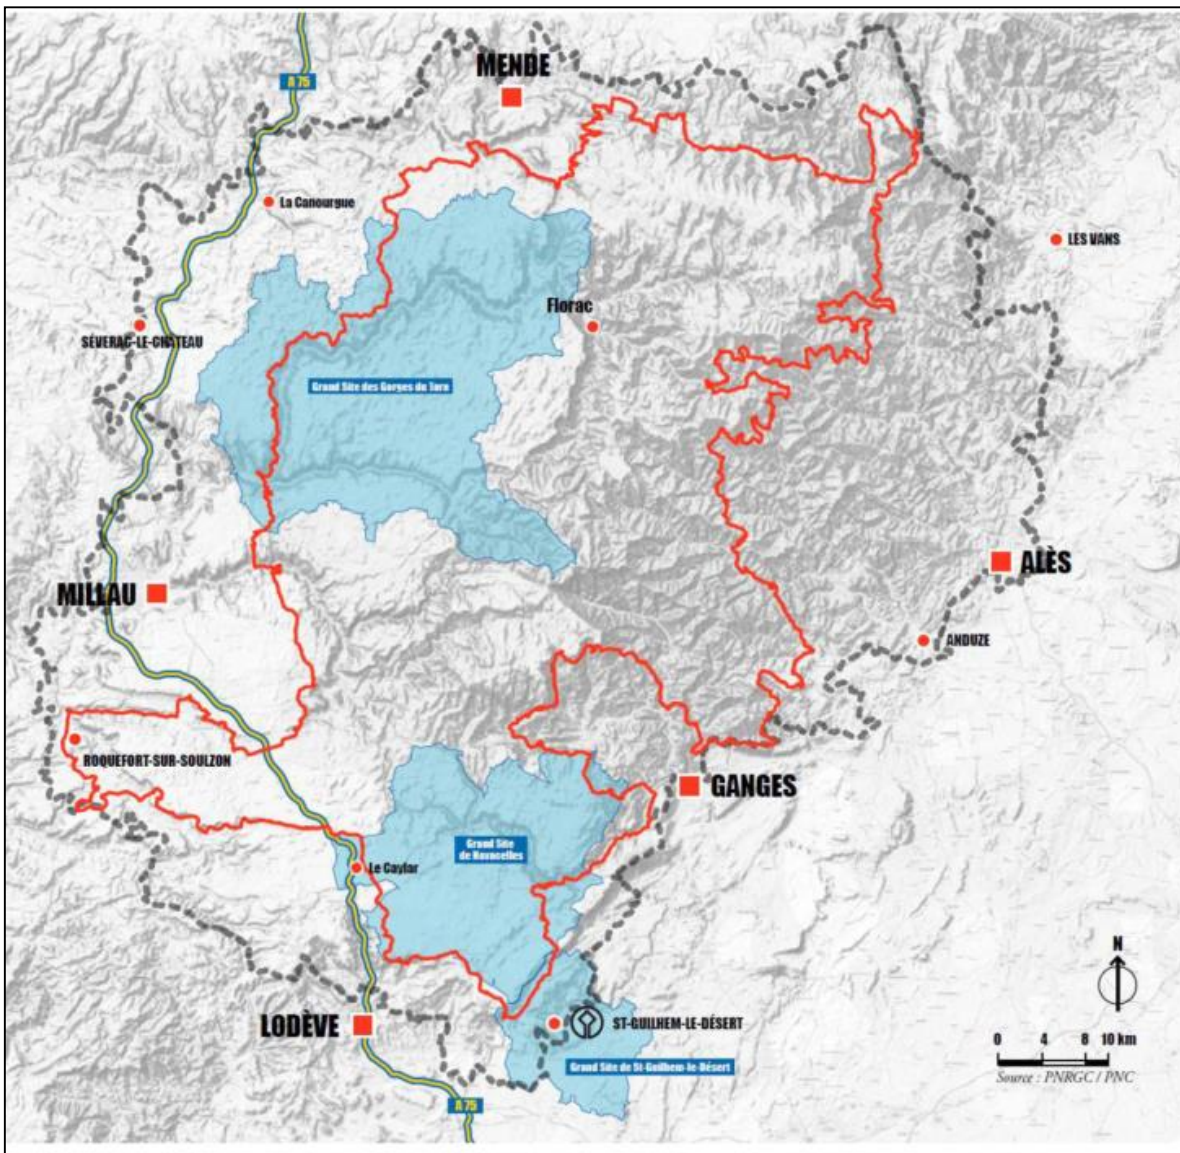 MENDE
A 75
La Canourgue
LES VANS
Florac
SÉVERAC-LE-CHATEAU
Grand Site des Gorges du Tarn
ALÈS
MILLAU
ANDUZE
ROQUEFORT-SUR-SOULZON
GANGES
Grand Site
de Navacelles
Le Caylar
N
LODÈVE
ST-GUILHEM-LE-DÉSERT
0 4 8 10 km
Grand Site de St-Guilhem-le-Désert
Source : PNRGC / PNC
A 75